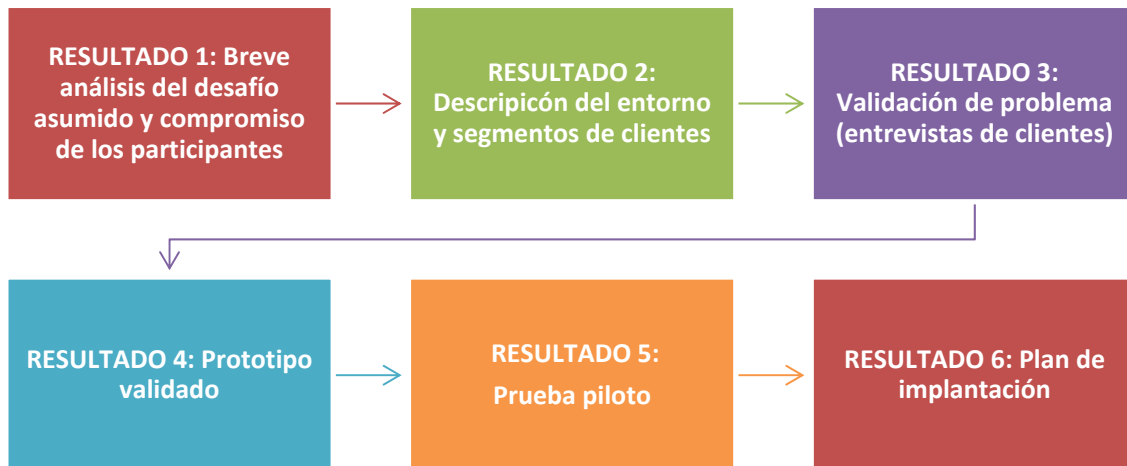 RESULTADO 1: Breve
análisis del desafío
asumido y compromiso
de los participantes
RESULTADO 2:
Descripicón del entorno
y segmentos de clientes
RESULTADO 3:
Validación de problema
(entrevistas de clientes)
RESULTADO 4: Prototipo
validado
RESULTADO 5:
Prueba piloto
RESULTADO 6: Plan de
implantación